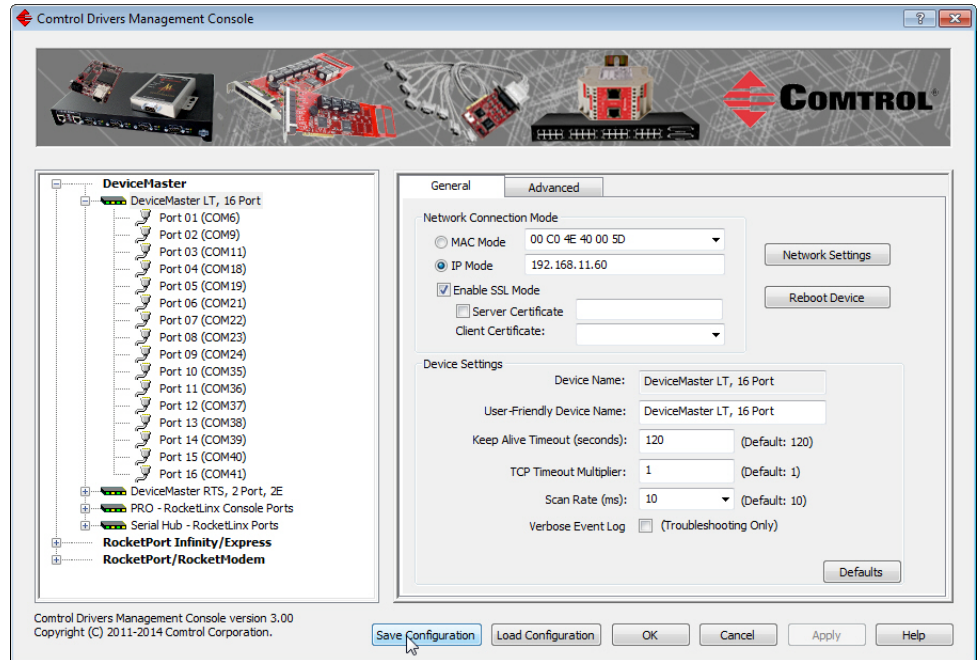 Comtrol Drivers Management Console
COMTROL
DeviceMaster
DeviceMaster LT, 16 Port
Port 01 (COM6)
Port 02 (COM9)
Port 03 (COM11)
Port 04 (COM18)
Port 05 (COM19)
Port 06 (COM21)
Port 07 (COM22)
Port 08 (COM23)
Port 09 (COM24)
Port 10 (COM35)
Port 11 (COM36)
Port 12 (COM37)
Port 13 (COM38)
Port 14 (COM39)
Port 15 (COM40)
Port 16 (COM41)
DeviceMaster RTS, 2 Port, 2E
PRO - RocketLinx Console Ports
Serial Hub - RocketLinx Ports
RocketPort Infinity/Express
RocketPort/RocketModem
General Advanced
Network Connection Mode
MAC Mode 00 C0 4E 40 00 5D
IP Mode 192.168.11.60
Enable SSL Mode
Server Certificate
Client Certificate:
Network Settings
Reboot Device
Device Settings
Device Name: DeviceMaster LT, 16 Port
User-Friendly Device Name: DeviceMaster LT, 16 Port
Keep Alive Timeout (seconds): 120 (Default: 120)
TCP Timeout Multiplier: 1 (Default: 1)
Scan Rate (ms): 10 (Default: 10)
Verbose Event Log (Troubleshooting Only)
Defaults
Comtrol Drivers Management Console version 3.00
Copyright (C) 2011-2014 Comtrol Corporation.
Save Configuration Load Configuration OK Cancel Apply Help